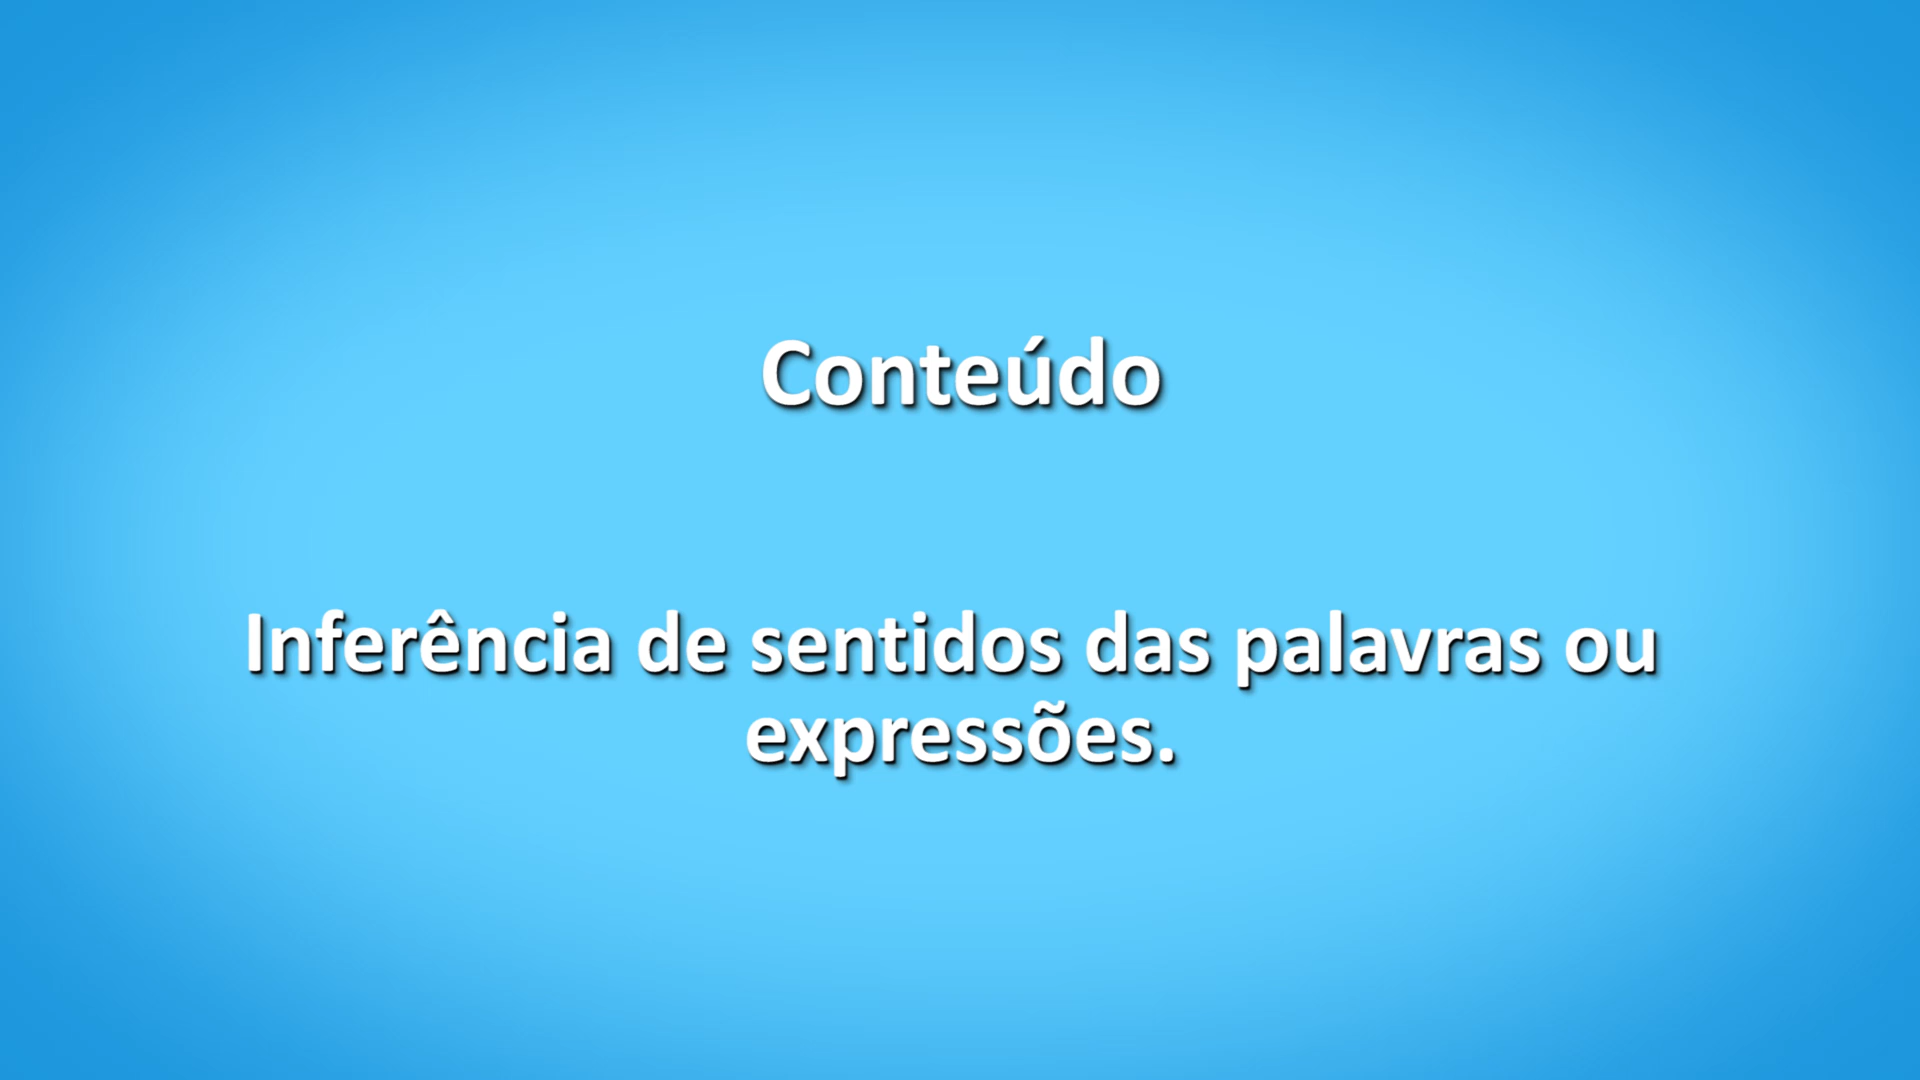 Conteúdo
Inferência de sentidos das palavras ou
expressões.